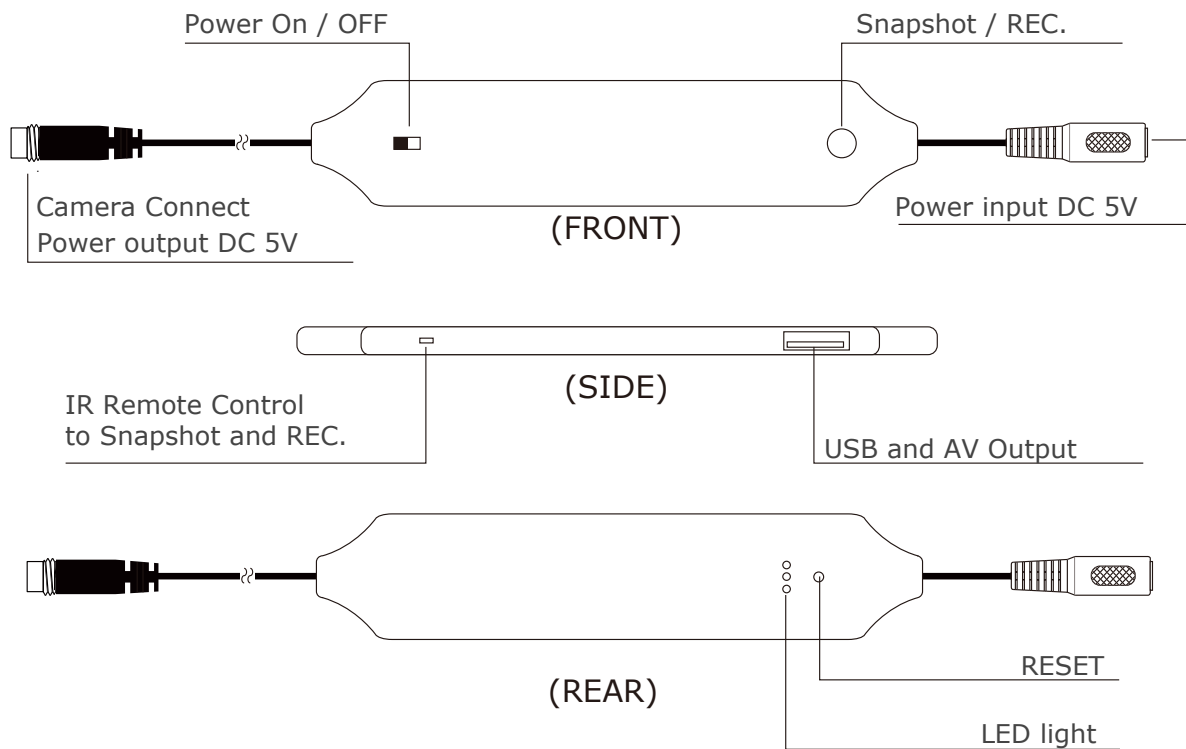 Power On / OFF
Snapshot / REC.
Camera Connect
Power output DC 5V
Power input DC 5V
(FRONT)
(SIDE)
IR Remote Control
to Snapshot and REC.
USB and AV Output
RESET
(REAR)
LED light